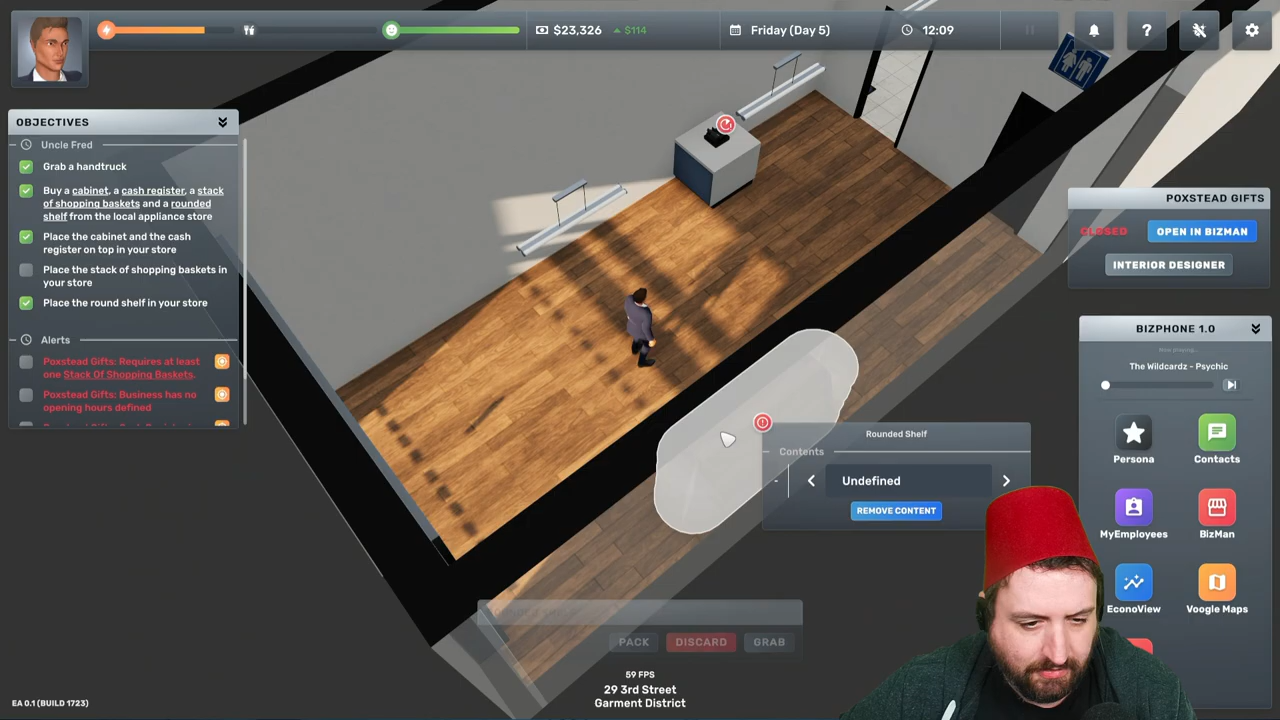 $23,326
$114
Friday (Day 5)
12:09
?
OBJECTIVES
Uncle Fred
Grab a handtruck
Buy a cabinet, a cash register, a stack
of shopping baskets and a rounded
shelf from the local appliance store
Place the cabinet and the cash
register on top in your store
Place the stack of shopping baskets in
your store
Place the round shelf in your store
Alerts
Poxstead Gifts: Requires at least
one Stack Of Shopping Baskets.
Poxstead Gifts: Business has no
opening hours defined
POXSTEAD GIFTS
CLOSED
OPEN IN BIZMAN
INTERIOR DESIGNER
BIZPHONE 1.0
Now playing...
The Wildcardz - Psychic
Persona
Contacts
MyEmployees
BizMan
EconoView
Voogle Maps
Rounded Shelf
Contents
-
Undefined
REMOVE CONTENT
PACK
DISCARD
GRAB
59 FPS
29 3rd Street
Garment District
EA 0.1 (BUILD 1723)